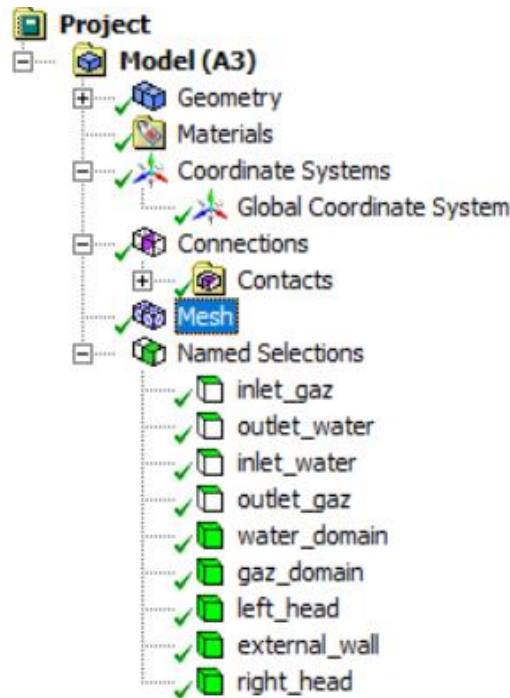 Project
Model (A3)
Geometry
Materials
Coordinate Systems
Global Coordinate System
Connections
Contacts
Mesh
Named Selections
inlet_gaz
outlet_water
inlet_water
outlet_gaz
water_domain
gaz_domain
left_head
external_wall
right_head